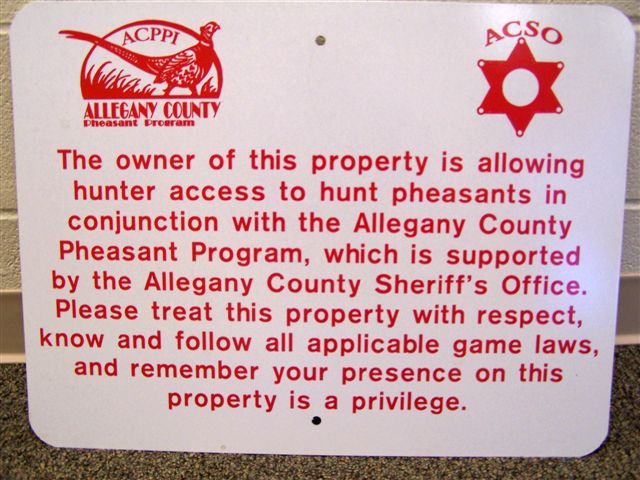 ACPPI
ALLEGANY COUNTY
Pheasant Program
ACSO
The owner of this property is allowing
hunter access to hunt pheasants in
conjunction with the Allegany County
Pheasant Program, which is supported
by the Allegany County Sheriff's Office.
Please treat this property with respect,
know and follow all applicable game laws,
and remember your presence on this
property is a privilege.